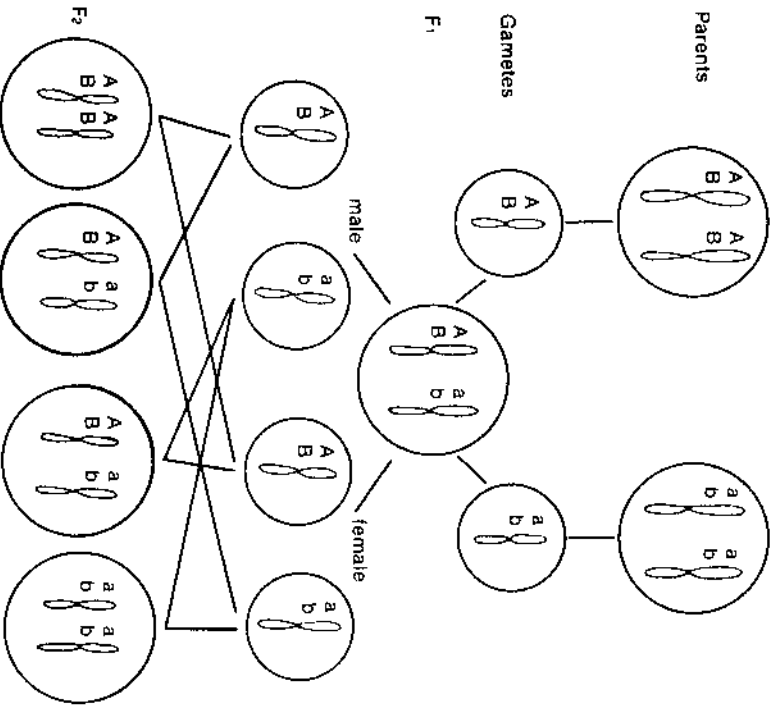 Parents
A A a a
B B b b
Gametes
A a
B b
F₁
A a
B b
male female
A a A a
B b B b
F₂
A A A a A a a a
B B B b B b b b